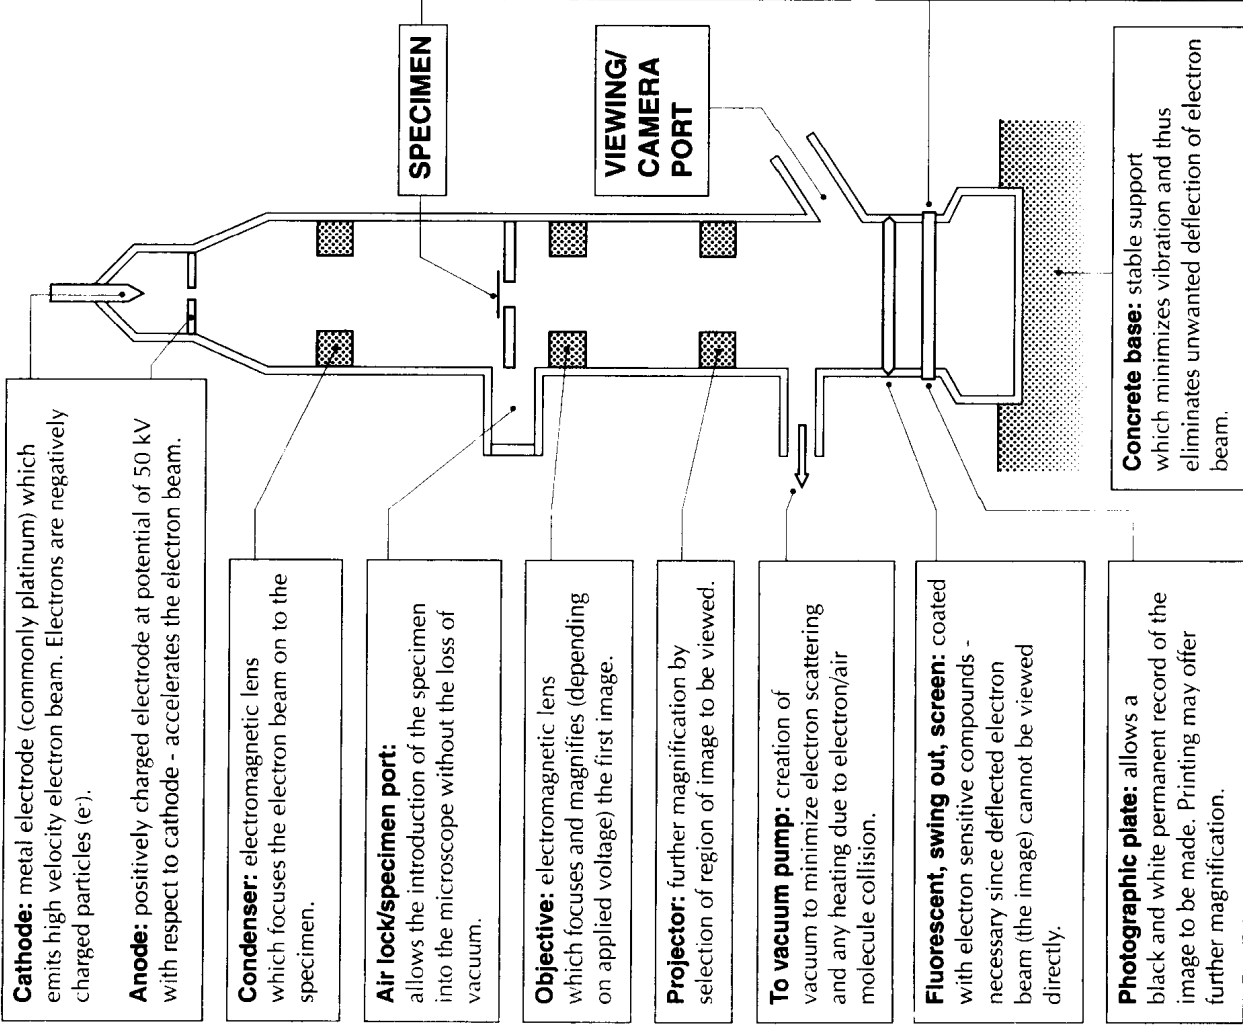 Cathode: metal electrode (commonly platinum) which
emits high velocity electron beam. Electrons are negatively
charged particles (e-).
Anode: positively charged electrode at potential of 50 kV
with respect to cathode - accelerates the electron beam.
Condenser: electromagnetic lens
which focuses the electron beam on to the
specimen.
Air lock/specimen port:
allows the introduction of the specimen
into the microscope without the loss of
vacuum.
Objective: electromagnetic lens
which focuses and magnifies (depending
on applied voltage) the first image.
Projector: further magnification by
selection of region of image to be viewed.
To vacuum pump: creation of
vacuum to minimize electron scattering
and any heating due to electron/air
molecule collision.
Fluorescent, swing out, screen: coated
with electron sensitive compounds -
necessary since deflected electron
beam (the image) cannot be viewed
directly.
Photographic plate: allows a
black and white permanent record of the
image to be made. Printing may offer
further magnification.
SPECIMEN
VIEWING/
CAMERA
PORT
Concrete base: stable support
which minimizes vibration and thus
eliminates unwanted deflection of electron
beam.